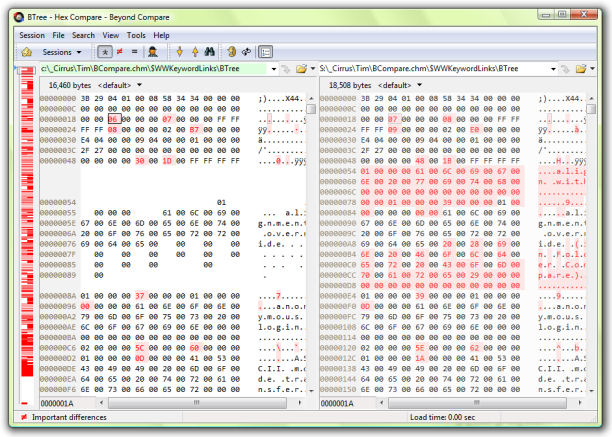 BTree - Hex Compare - Beyond Compare
Session File Search View Tools Help
Sessions
c:\_Cirrus\Tim\BCompare.chm\$WWKeywordLinks\BTree
16,460 bytes <default>
00000000 3B 29 04 01 00 08 58 34 34 00 00 00 ;)....X44...
0000000C 00 00 00 00 00 00 00 00 00 00 00 00 ............
00000018 00 00 06 00 00 00 07 00 00 00 FF FF
00000024 FF FF 08 00 00 00 02 00 B7 00 00 00
00000030 E4 04 00 00 09 04 00 00 01 00 00 00 ä...........
0000003C 2F 27 00 00 00 00 00 00 00 00 00 00 /'..........
00000048 00 00 00 00 30 00 1D 00 FF FF FF FF ....0...ÿÿÿÿ
00000054 01
00000055 00 00 00 61 00 6C 00 69 00 ... a.l.i.
00000060 67 00 6E 00 6D 00 65 00 6E 00 74 00 g.n.m.e.n.t.
0000006C 20 00 6F 00 76 00 65 00 72 00 72 00 .o.v.e.r.r.
00000078 69 00 64 00 65 00 00 00 00 i.d.e.
0000007F 00 00 00 00 00
00000085 00 00 00 00
00000089 00
0000008A 01 00 00 00 37 00 00 00 01 00 00 00 ....7.......
00000096 00 00 00 00 61 00 6E 00 6F 00 6E 00 ....a.n.o.n.
000000A2 79 00 6D 00 6F 00 75 00 73 00 20 00 y.m.o.u.s. .
000000AE 6C 00 6F 00 67 00 69 00 6E 00 00 00 l.o.g.i.n...
000000BA 00 00 00 00 00 00 00 00 00 00 00 00 ............
000000C6 02 00 00 00 5C 00 00 00 60 00 00 00 ....\...`...
000000D2 01 00 00 00 0D 00 00 00 41 00 53 00 ........A.S.
000000DE 43 00 49 00 49 00 20 00 6D 00 6F 00 C.I.I. .m.o.
000000EA 64 00 65 00 20 00 74 00 72 00 61 00 d.e. .t.r.a.
000000F6 6E 00 73 00 66 00 65 00 72 00 00 00 n.s.f.e.r...
0000001A
S:\_Cirrus\Tim\BCompare.chm\$WWKeywordLinks\BTree
18,508 bytes <default>
00000000 3B 29 04 01 00 08 58 34 34 00 00 00 ;)....X44...
0000000C 00 00 00 00 00 00 00 00 00 00 00 00 ............
00000018 00 00 07 00 00 00 08 00 00 00 FF FF
00000024 FF FF 09 00 00 00 02 00 E0 00 00 00
00000030 E4 04 00 00 09 04 00 00 01 00 00 00 ä...........
0000003C 2F 27 00 00 00 00 00 00 00 00 00 00 /'..........
00000048 00 00 00 00 48 00 1B 00 FF FF FF FF ....H...ÿÿÿÿ
00000054 01 00 00 00 61 00 6C 00 69 00 67 00 ....a.l.i.g.
00000060 6E 00 20 00 77 00 69 00 74 00 68 00 n. .w.i.t.h.
0000006C 00 00 00 00 00 00 00 00 00 00 00 00 ............
00000078 00 01 00 00 00 39 00 00 00 01 00 .....9.....
00000084 00 00 00 00 61 00 6C 00 69 00
00000090 67 00 6E 00 6D 00 65 00 6E 00 74 00 g.n.m.e.n.t.
0000009C 20 00 6F 00 76 00 65 00 72 00 72 00 .o.v.e.r.r.
000000A8 69 00 64 00 65 00 20 00 28 00 69 00 i.d.e. .(.i.
000000B4 6E 00 20 00 46 00 6F 00 6C 00 64 00 n. .F.o.l.d.
000000C0 65 00 72 00 20 00 43 00 6F 00 6D 00 e.r. .C.o.m.
000000CC 70 00 61 00 72 00 65 00 29 00 00 00 p.a.r.e.)...
000000D8 00 00 00 00 00 00 00 00 00 00 00 00 ............
000000E4 01 00 00 00 39 00 00 00 01 00 00 00 ....9.......
000000F0 0D 00 00 00 61 00 6E 00 6F 00 6E 00 ....a.n.o.n.
000000FC 79 00 6D 00 6F 00 75 00 73 00 20 00 y.m.o.u.s. .
00000108 6C 00 6F 00 67 00 69 00 6E 00 00 00 l.o.g.i.n...
00000114 00 00 00 00 00 00 00 00 00 00 00 00 ............
00000120 02 00 00 00 5E 00 00 00 62 00 00 00 ....^...b...
0000012C 01 00 00 00 1A 00 00 00 41 00 53 00 ........A.S.
00000138 43 00 49 00 49 00 20 00 6D 00 6F 00 C.I.I. .m.o.
00000144 64 00 65 00 20 00 74 00 72 00 61 00 d.e. .t.r.a.
00000150 6E 00 73 00 66 00 65 00 72 00 00 00 n.s.f.e.r...
0000001A
Important differences
Load time: 0.00 sec